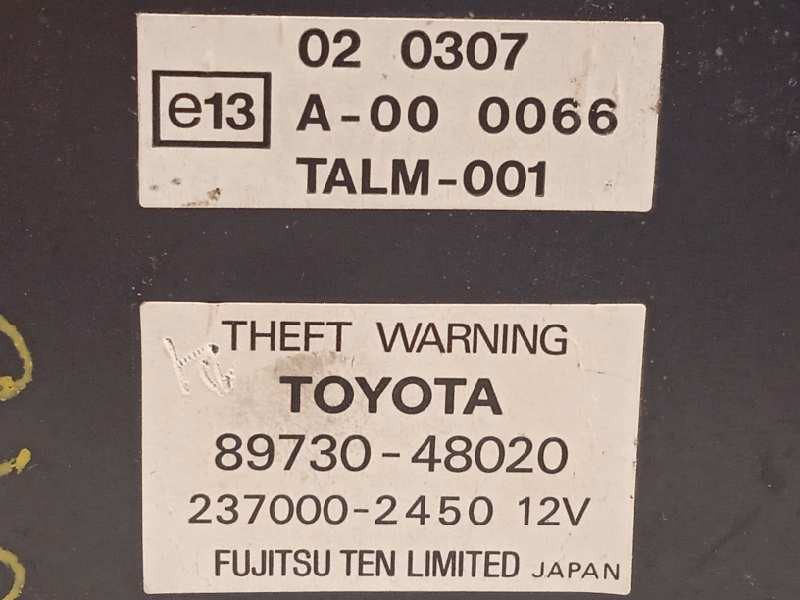 02 0307
e13 A-00 0066
TALM-001
THEFT WARNING
TOYOTA
89730-48020
237000-2450 12V
FUJITSU TEN LIMITED JAPAN